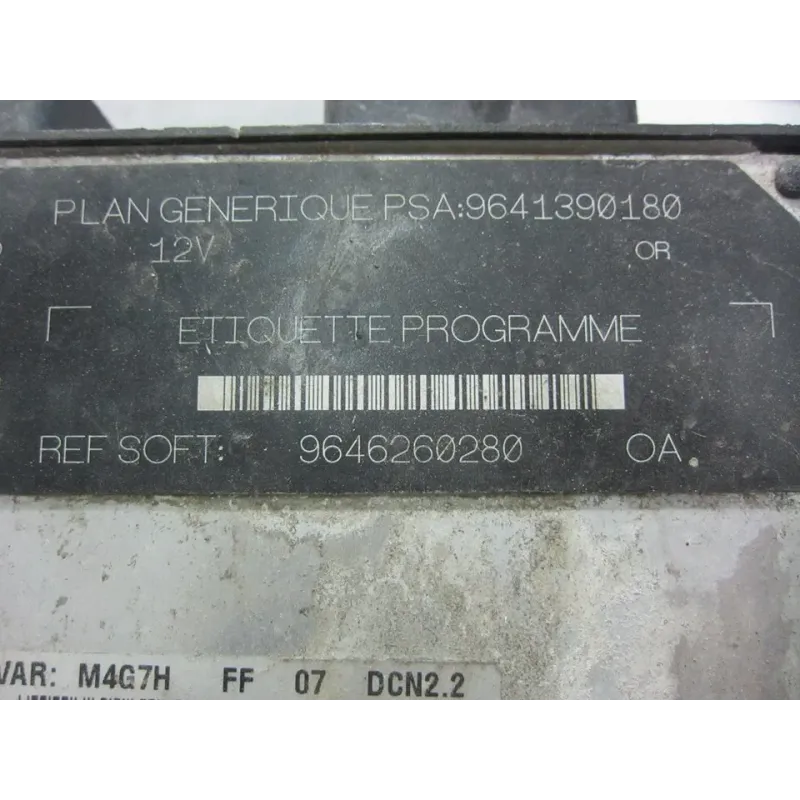 PLAN GENERIQUE PSA:9641390180
12V OR
ETIQUETTE PROGRAMME
REF SOFT: 9646260280 OA
VAR: M4G7H FF 07 DCN2.2